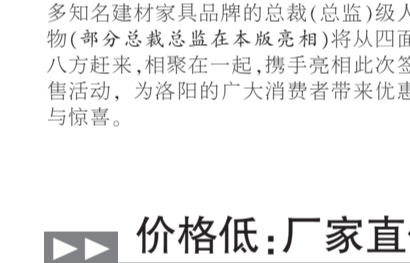 多知名建材家具品牌的总裁(总监)级人
物(部分总裁总监在本版亮相)将从四面
八方赶来,相聚在一起,携手亮相此次签
售活动，为洛阳的广大消费者带来优惠
与惊喜。
价格低:厂家直